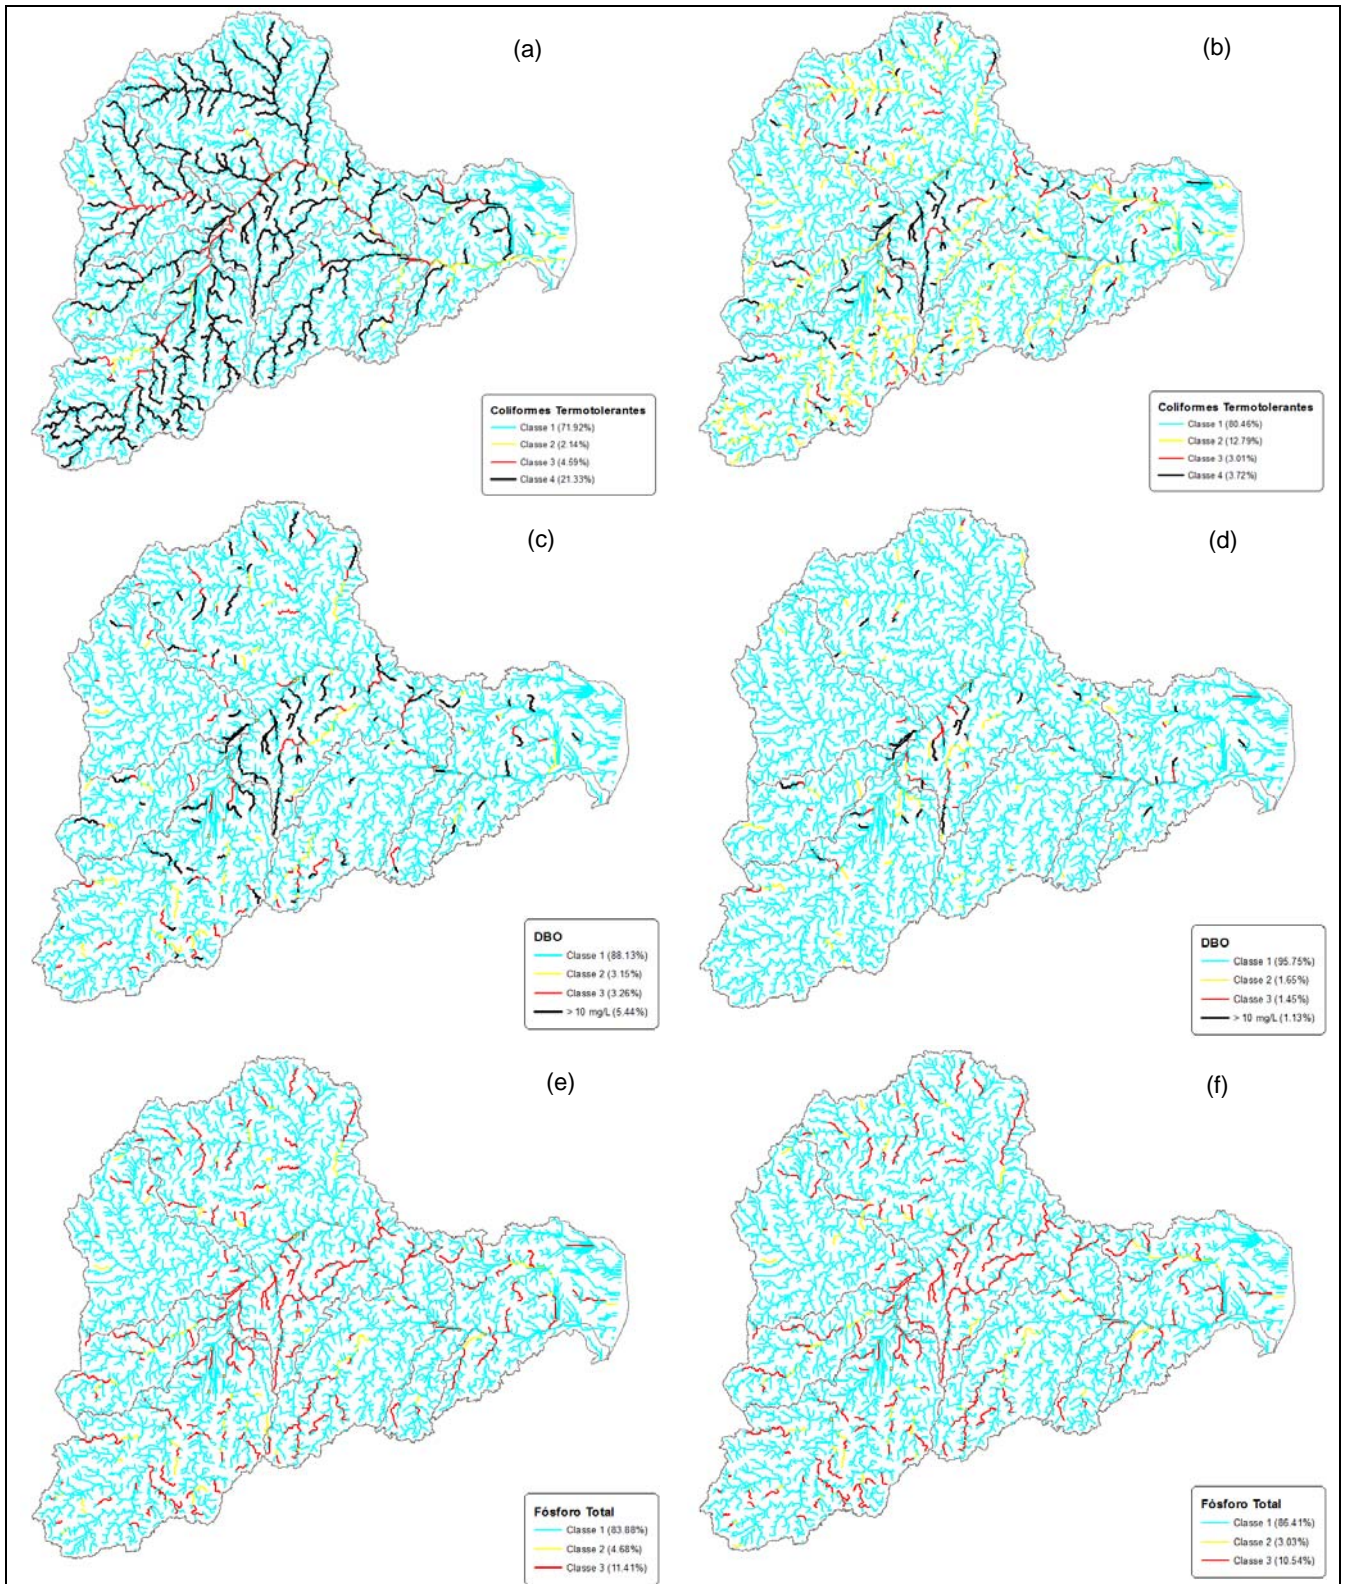 (a)
(b)
Coliformes Termotolerantes
Classe 1 (71.92%)
Classe 2 (2.14%)
Classe 3 (4.59%)
Classe 4 (21.33%)
Coliformes Termotolerantes
Classe 1 (80.46%)
Classe 2 (12.79%)
Classe 3 (3.01%)
Classe 4 (3.72%)
(c)
(d)
DBO
Classe 1 (88.13%)
Classe 2 (3.15%)
Classe 3 (3.26%)
> 10 mg/L (5.44%)
DBO
Classe 1 (95.75%)
Classe 2 (1.65%)
Classe 3 (1.45%)
> 10 mg/L (1.13%)
(e)
(f)
Fósforo Total
Classe 1 (83.88%)
Classe 2 (4.68%)
Classe 3 (11.41%)
Fósforo Total
Classe 1 (86.41%)
Classe 2 (3.03%)
Classe 3 (10.54%)